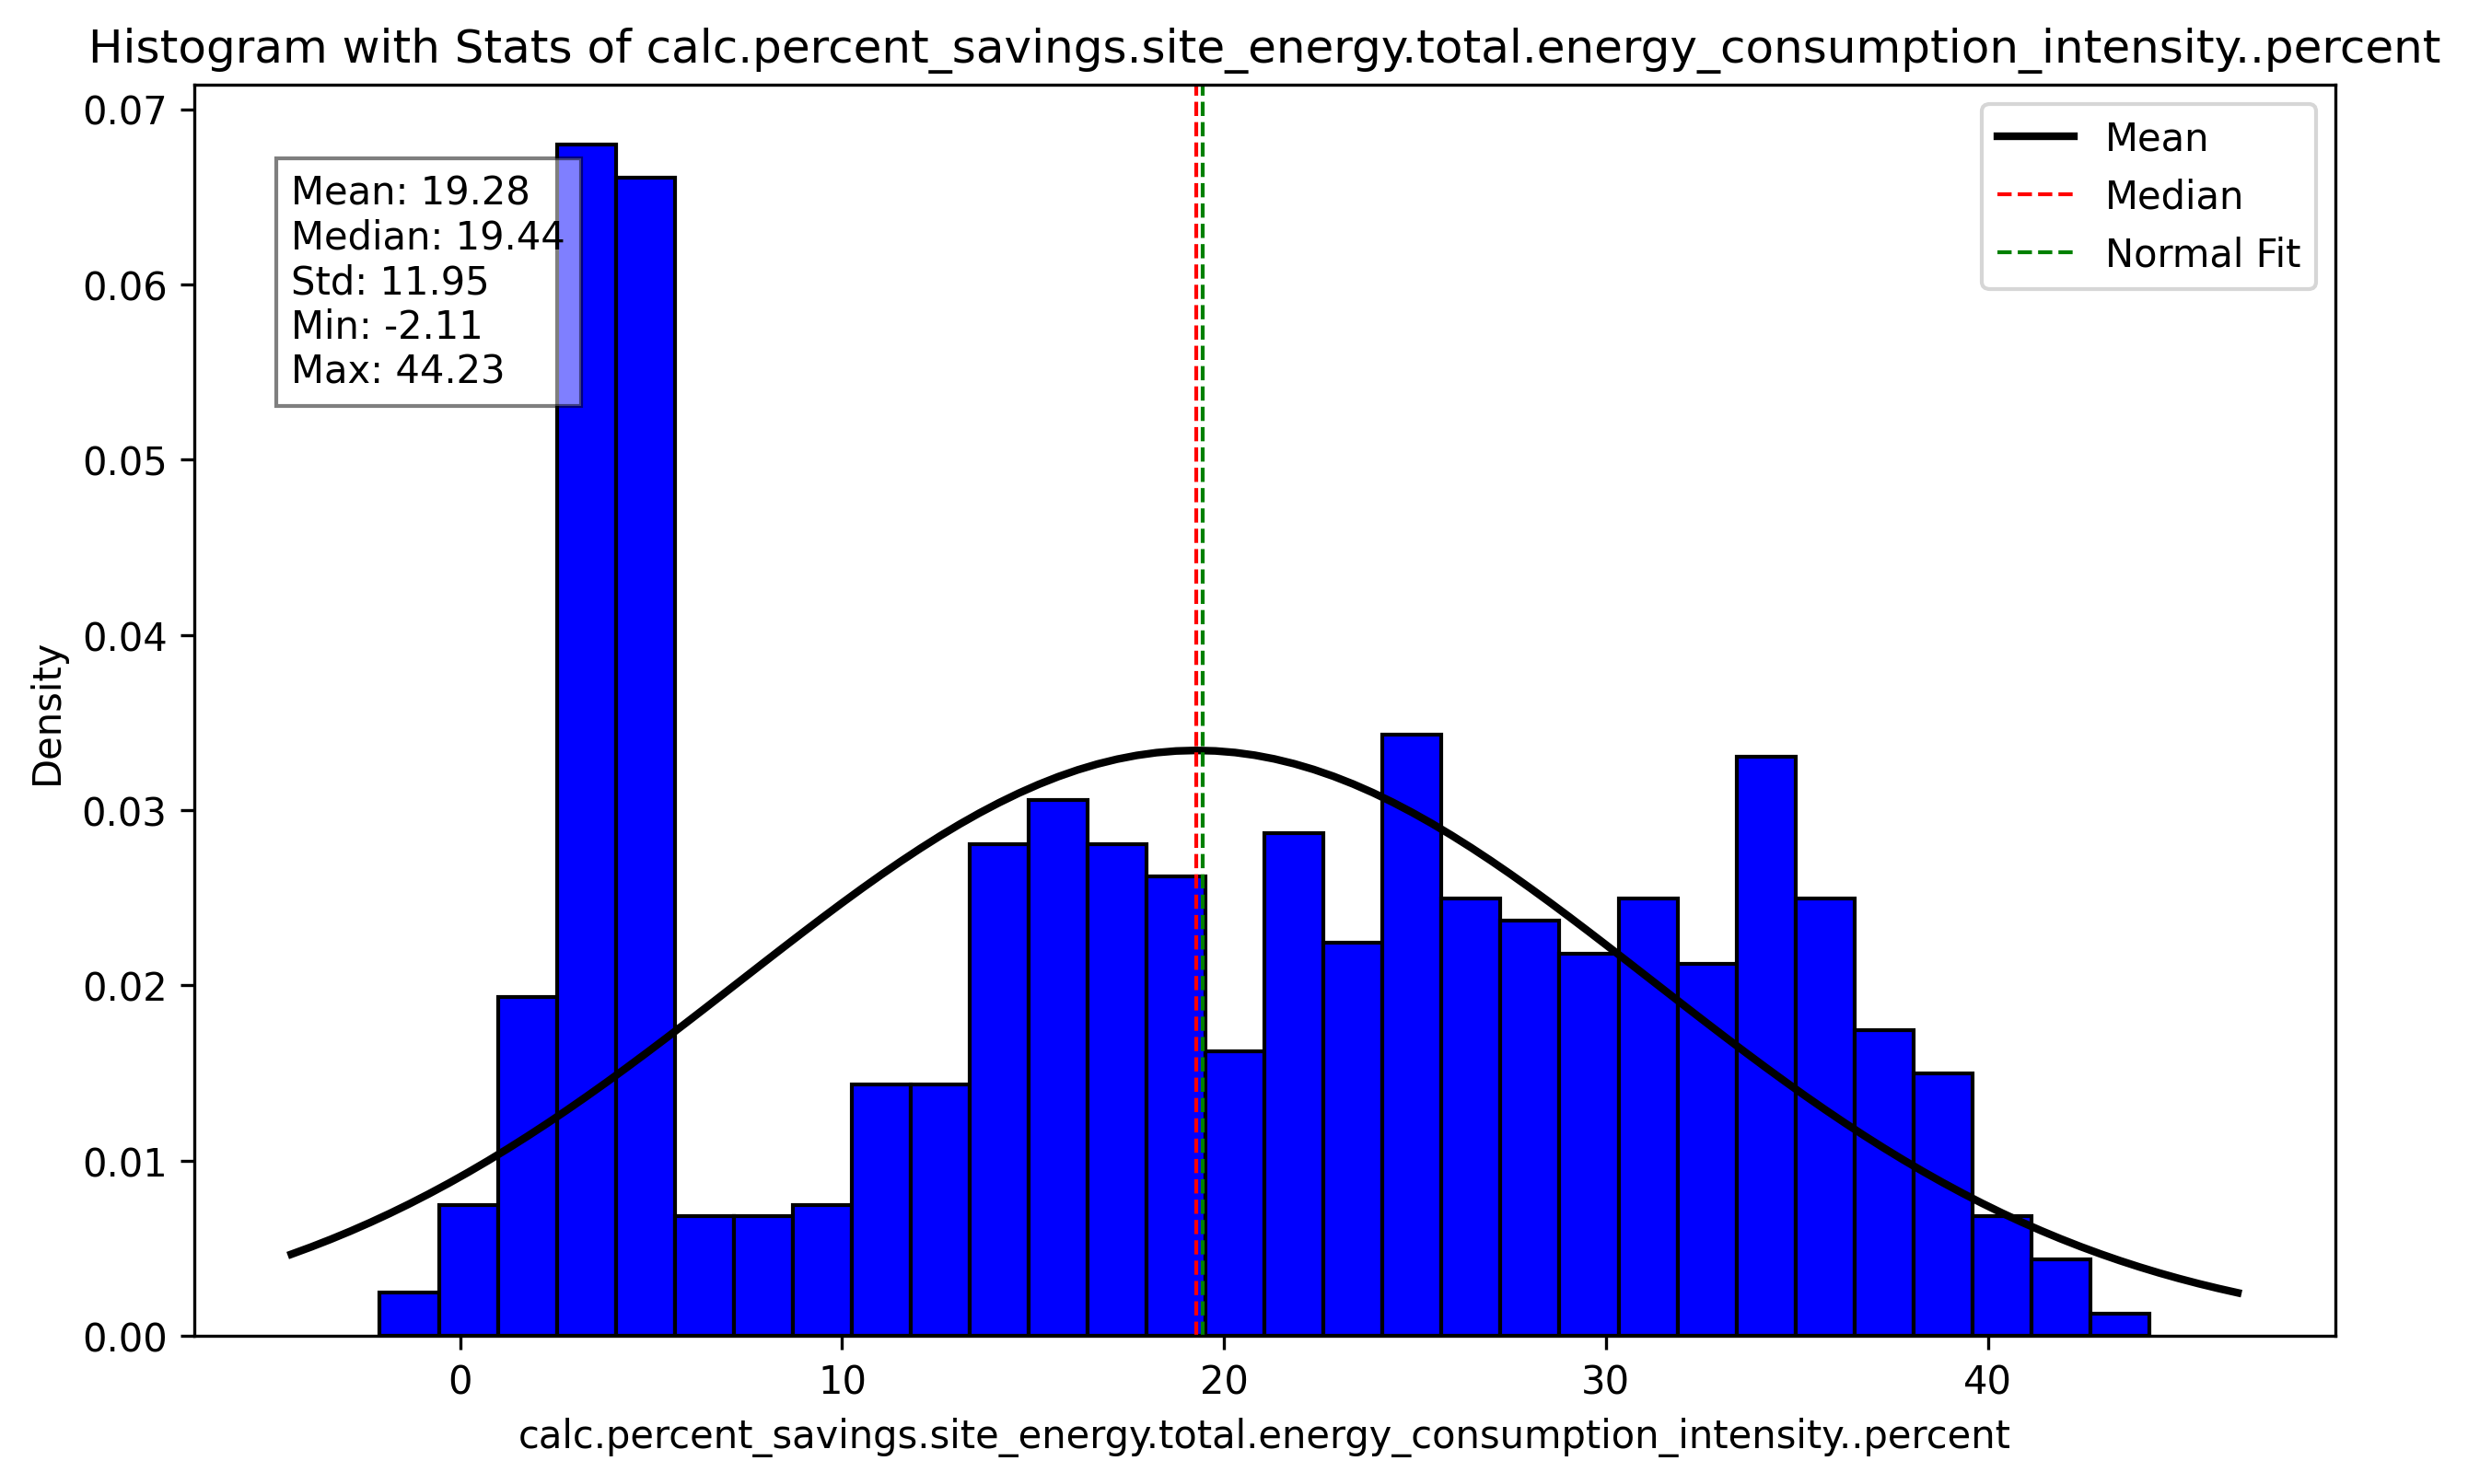 Histogram with Stats of calc.percent_savings.site_energy.total.energy_consumption_intensity..percent
Mean: 19.28
Median: 19.44
Std: 11.95
Min: -2.11
Max: 44.23
Mean
Median
Normal Fit
Density
0.07
0.06
0.05
0.04
0.03
0.02
0.01
0.00
0
10
20
30
40
calc.percent_savings.site_energy.total.energy_consumption_intensity..percent